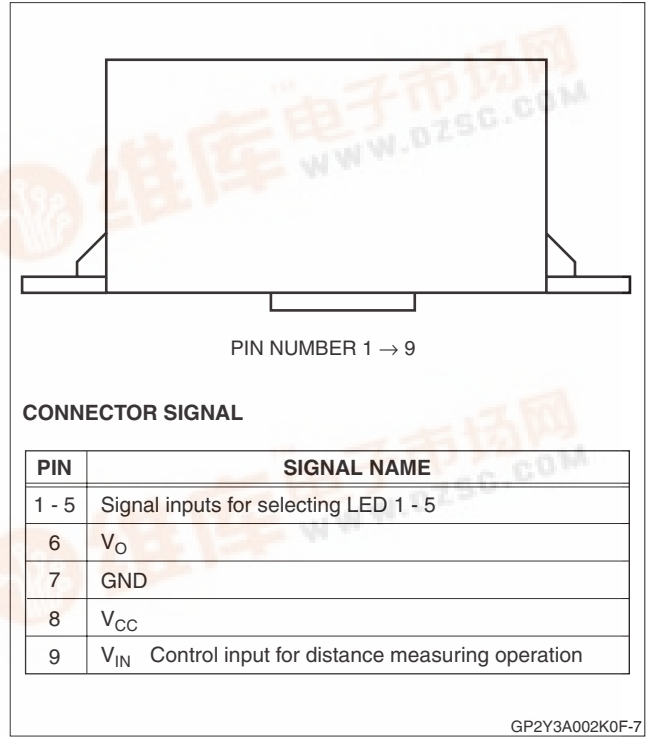 维库电子市场网™
WWW.DZSC.COM
PIN NUMBER 1 → 9
CONNECTOR SIGNAL
PIN SIGNAL NAME
1 - 5 Signal inputs for selecting LED 1 - 5
6 VO
7 GND
8 VCC
9 VIN Control input for distance measuring operation
GP2Y3A002K0F-7